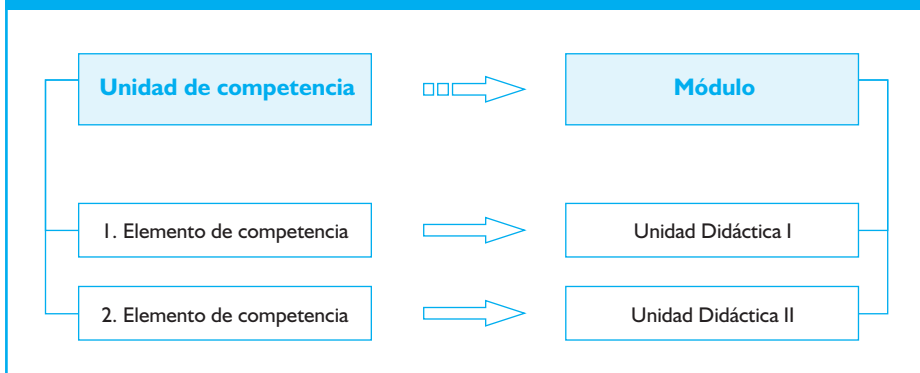 Unidad de competencia
Módulo
1. Elemento de competencia
Unidad Didáctica I
2. Elemento de competencia
Unidad Didáctica II